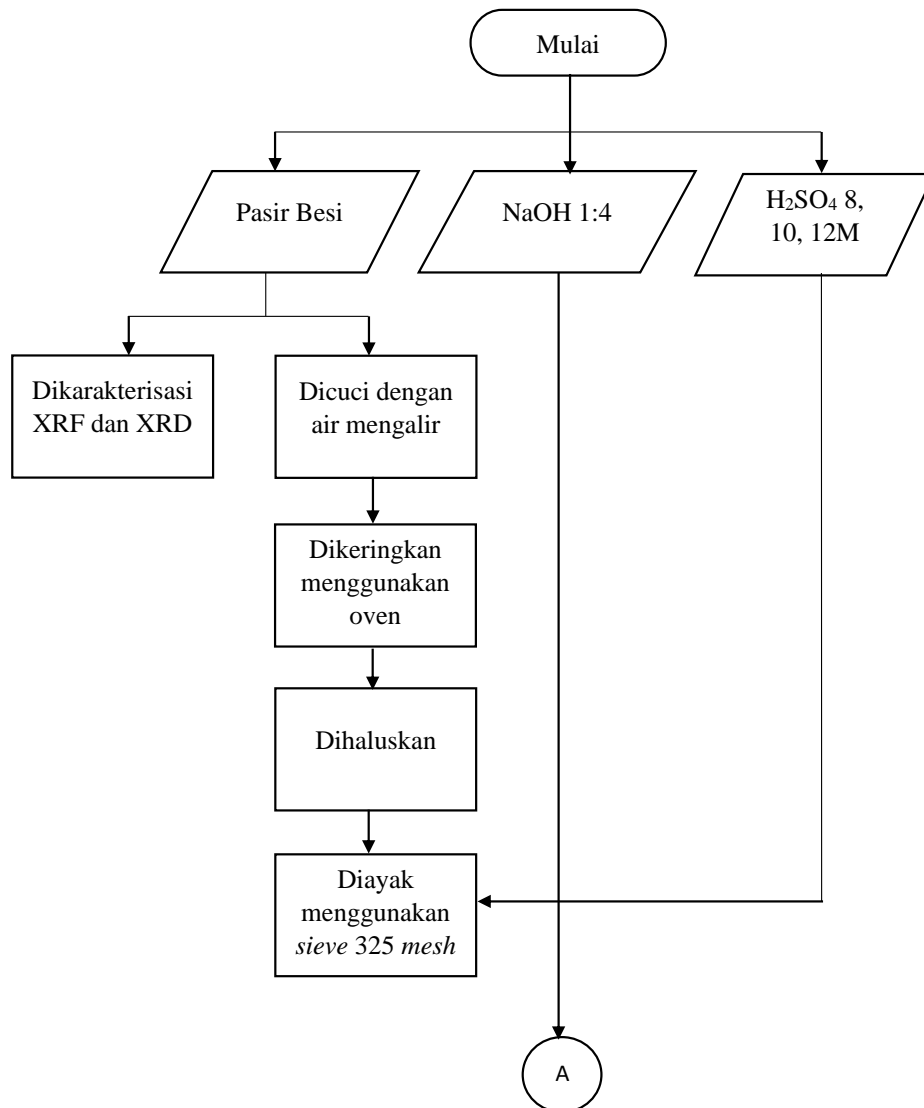 Mulai
Pasir Besi
NaOH 1:4
H₂SO₄ 8,
10, 12M
Dikarakterisasi
XRF dan XRD
Dicuci dengan
air mengalir
Dikeringkan
menggunakan
oven
Dihaluskan
Diayak
menggunakan
sieve 325 mesh
A